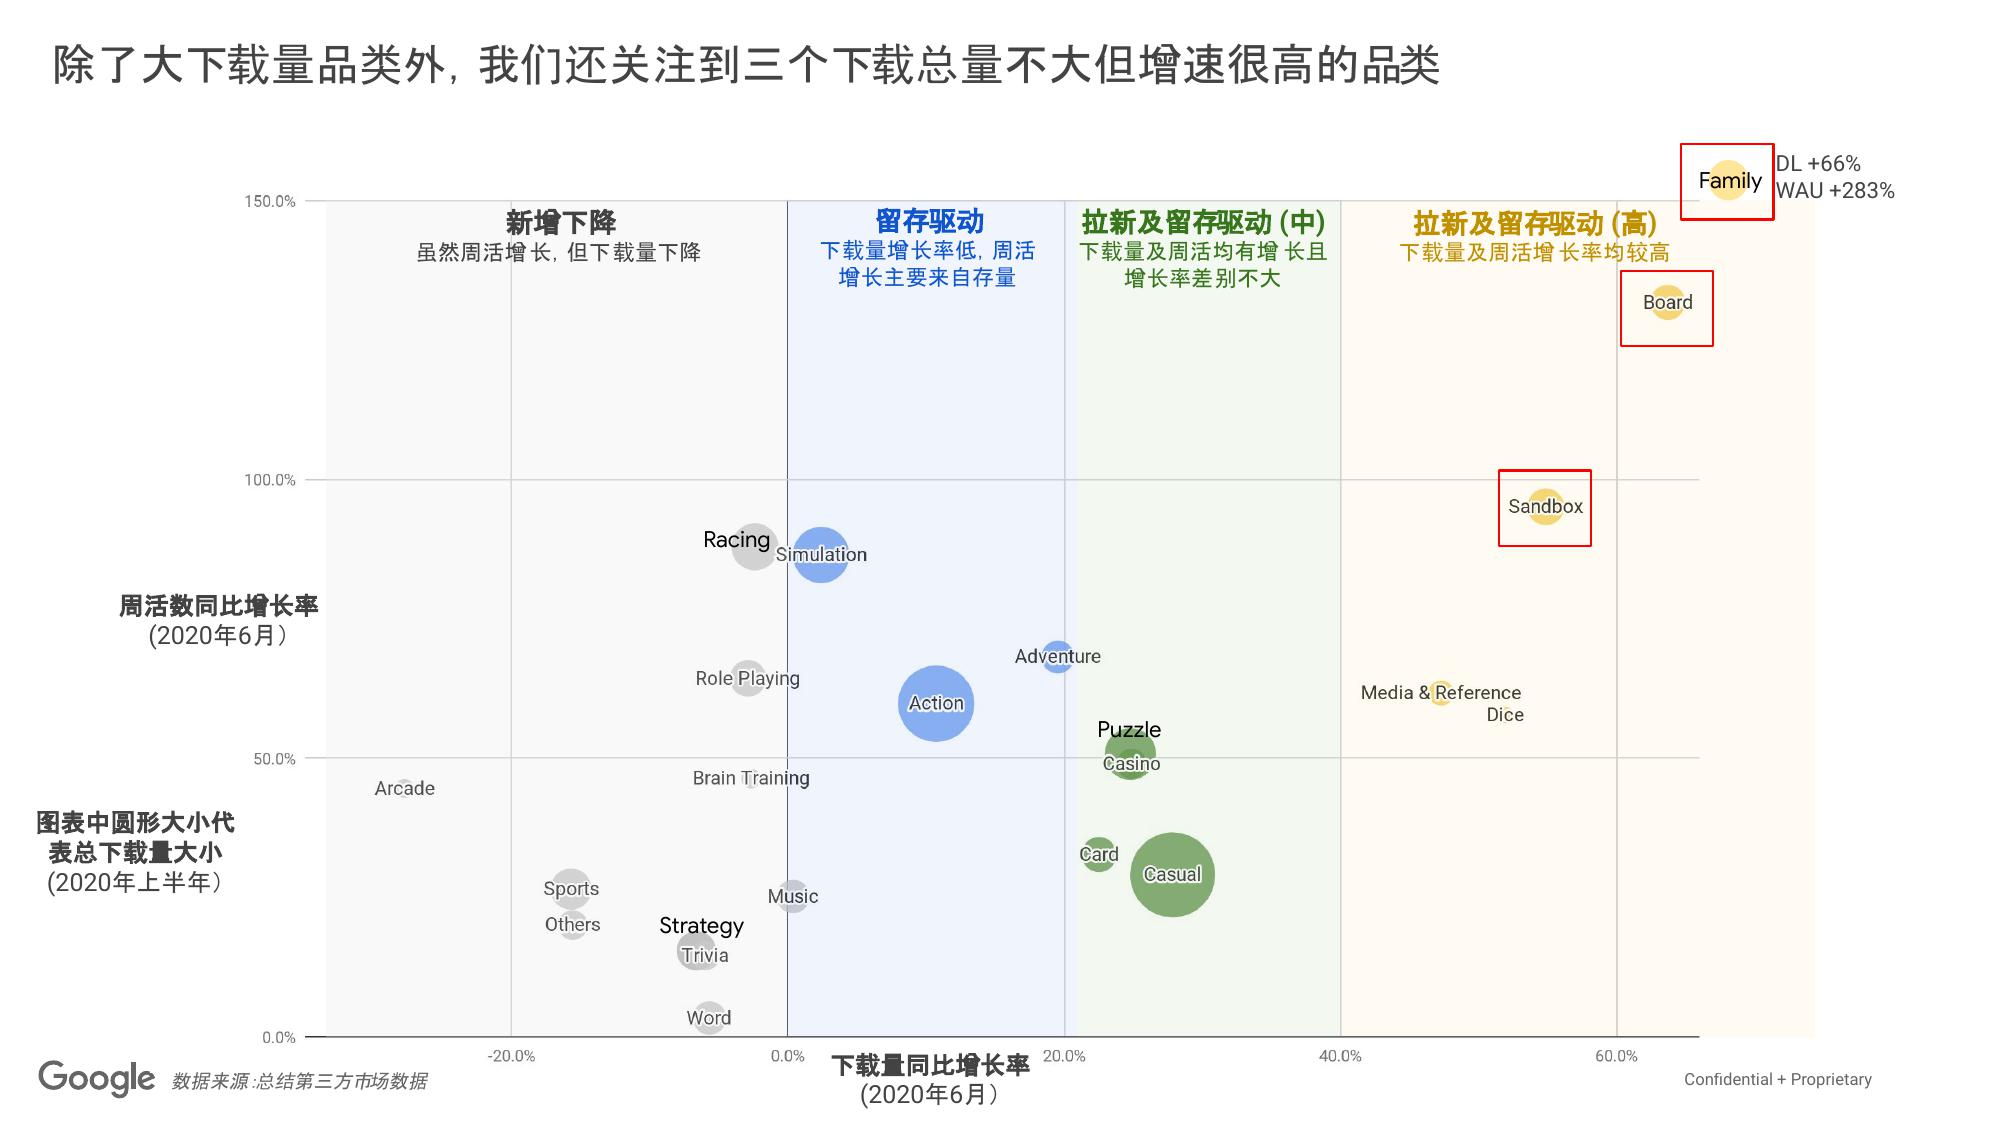 除了大下载量品类外, 我们还关注到三个下载总量不大但增速很高的品类
Family
DL +66%
WAU +283%
150.0%
新增下降
虽然周活增长, 但下载量下降
留存驱动
下载量增长率低, 周活
增长主要来自存量
拉新及留存驱动 (中)
下载量及周活均有增长且
增长率差别不大
拉新及留存驱动 (高)
下载量及周活增长率均较高
Board
100.0%
Sandbox
Racing
Simulation
周活数同比增长率
(2020年6月)
Adventure
Role Playing
Action
Media & Reference
Dice
Puzzle
50.0%
Casino
Brain Training
Arcade
图表中圆形大小代
表总下载量大小
(2020年上半年)
Card
Casual
Sports
Music
Others
Strategy
Trivia
Word
0.0%
-20.0%
0.0%
20.0%
40.0%
60.0%
下载量同比增长率
(2020年6月)
Google
数据来源:总结第三方市场数据
Confidential + Proprietary